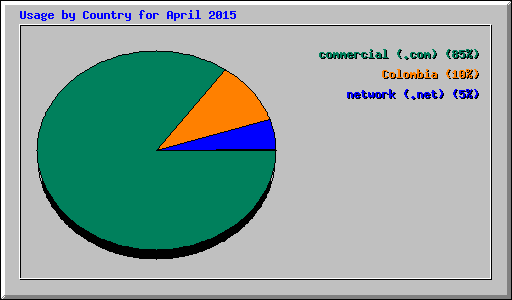 Usage by Country for April 2015
commercial (.com) (85%)
Colombia (10%)
network (.net) (5%)